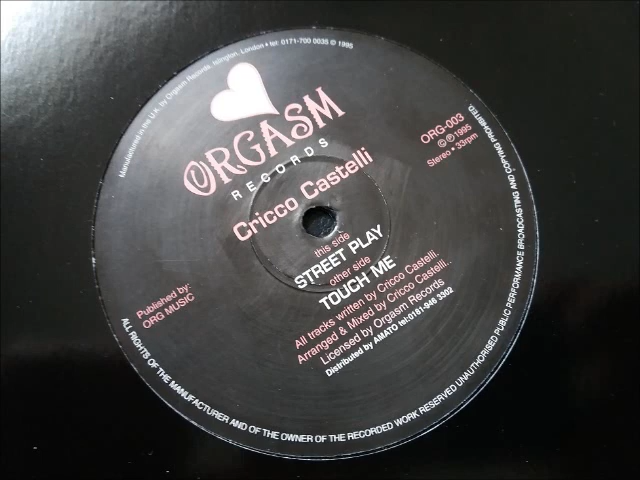 Manufactured in the U.K. by Orgasm Records, Islington, London • tel: 0171-700 0035 © 1995
ORGASM
RECORDS
ORG-003
©℗1995
Stereo • 33rpm
Cricco Castelli
this side
STREET PLAY
other side
TOUCH ME
Published by:
ORG MUSIC
All tracks written by Cricco Castelli.
Arranged & Mixed by Cricco Castelli..
Licensed by Orgasm Records
Distributed by AMATO tel:0181-946 3302
ALL RIGHTS OF THE MANUFACTURER AND OF THE OWNER OF THE RECORDED WORK RESERVED UNAUTHORISED PUBLIC PERFORMANCE BROADCASTING AND COPYING PROHIBITED.